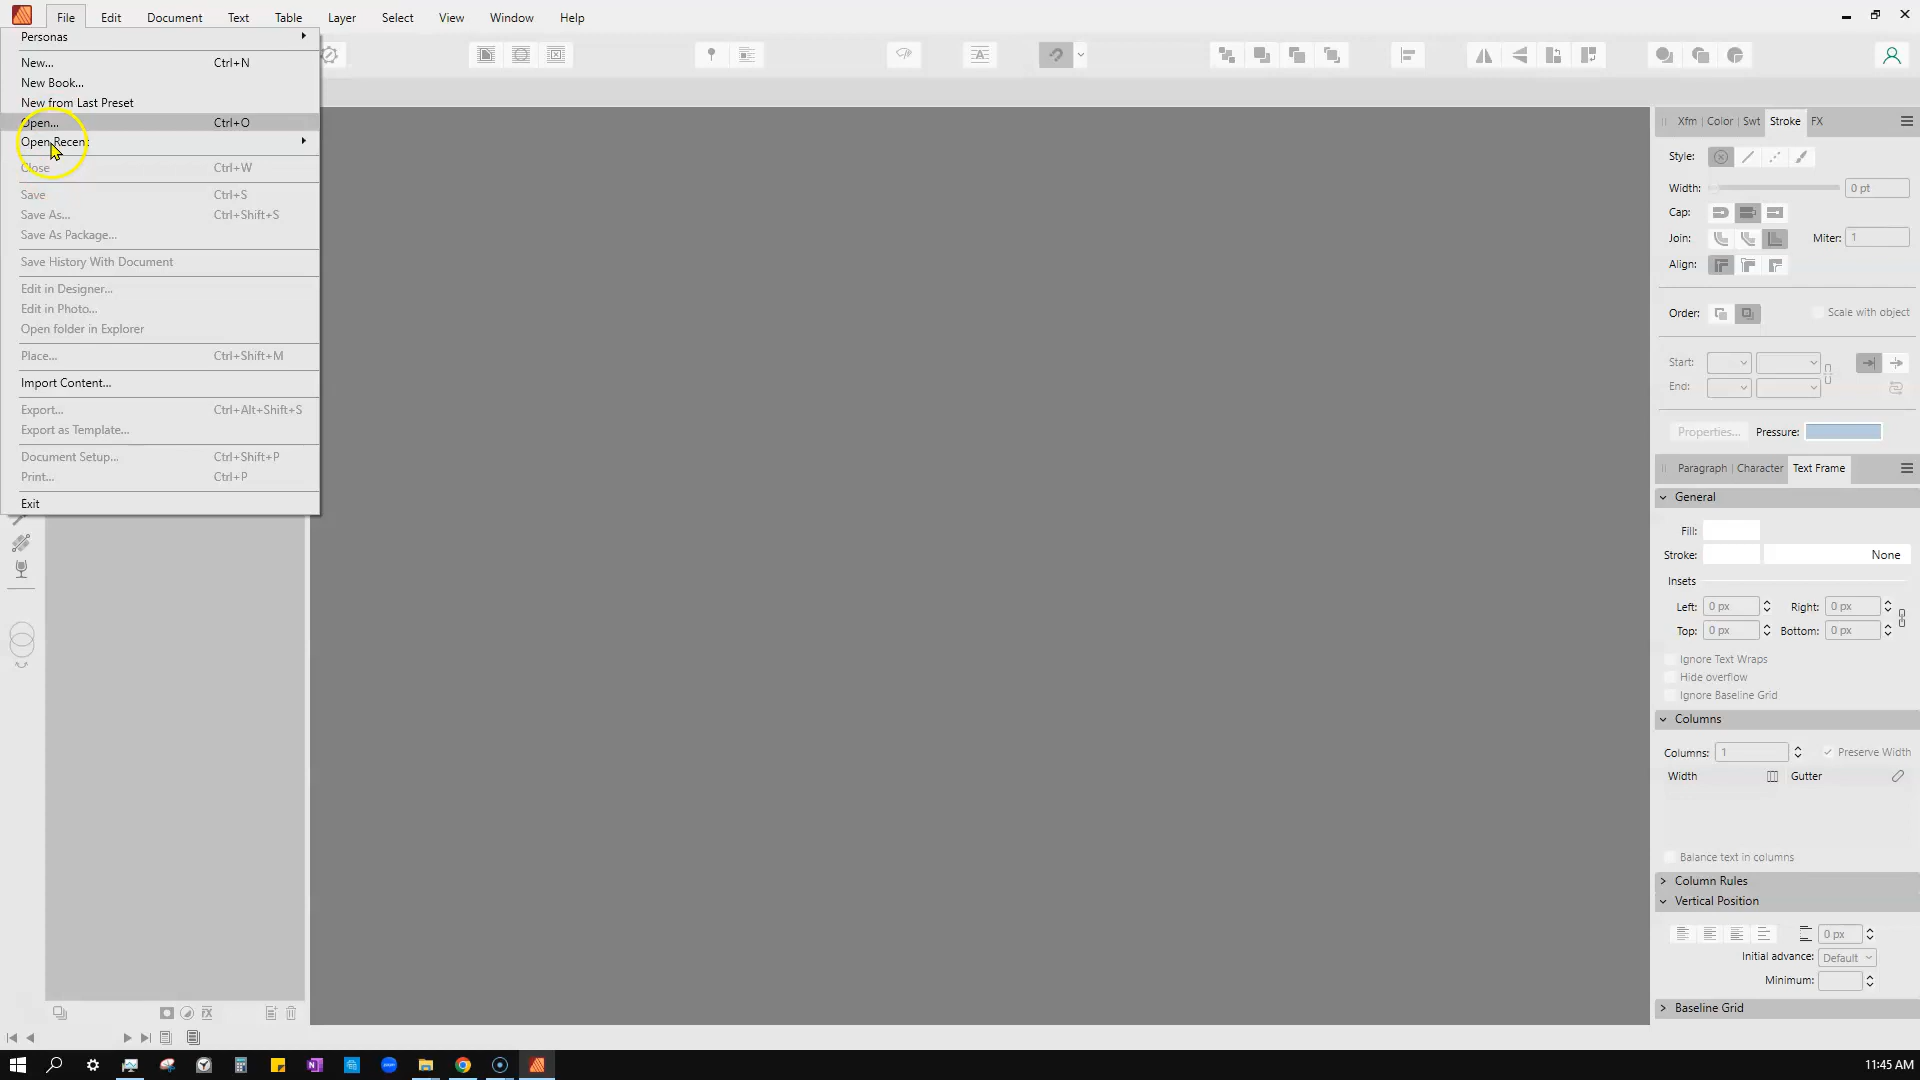 File Edit Document Text Table Layer Select View Window Help
Personas
New... Ctrl+N
New Book...
New from Last Preset
Open... Ctrl+O
Open Recent
Close Ctrl+W
Save Ctrl+S
Save As... Ctrl+Shift+S
Save As Package...
Save History With Document
Edit in Designer...
Edit in Photo...
Open folder in Explorer
Place... Ctrl+Shift+M
Import Content...
Export... Ctrl+Alt+Shift+S
Export as Template...
Document Setup... Ctrl+Shift+P
Print... Ctrl+P
Exit
Xfm Color Swt Stroke FX
Style:
Width: 0 pt
Cap:
Join: Miter: 1
Align:
Order: Scale with object
Start:
End:
Properties... Pressure:
Paragraph Character Text Frame
General
Fill:
Stroke: None
Insets
Left: 0 px Right: 0 px
Top: 0 px Bottom: 0 px
Ignore Text Wraps
Hide overflow
Ignore Baseline Grid
Columns
Columns: 1 Preserve Width
Width Gutter
Balance text in columns
Column Rules
Vertical Position
0 px
Initial advance: Default
Minimum:
Baseline Grid
11:45 AM